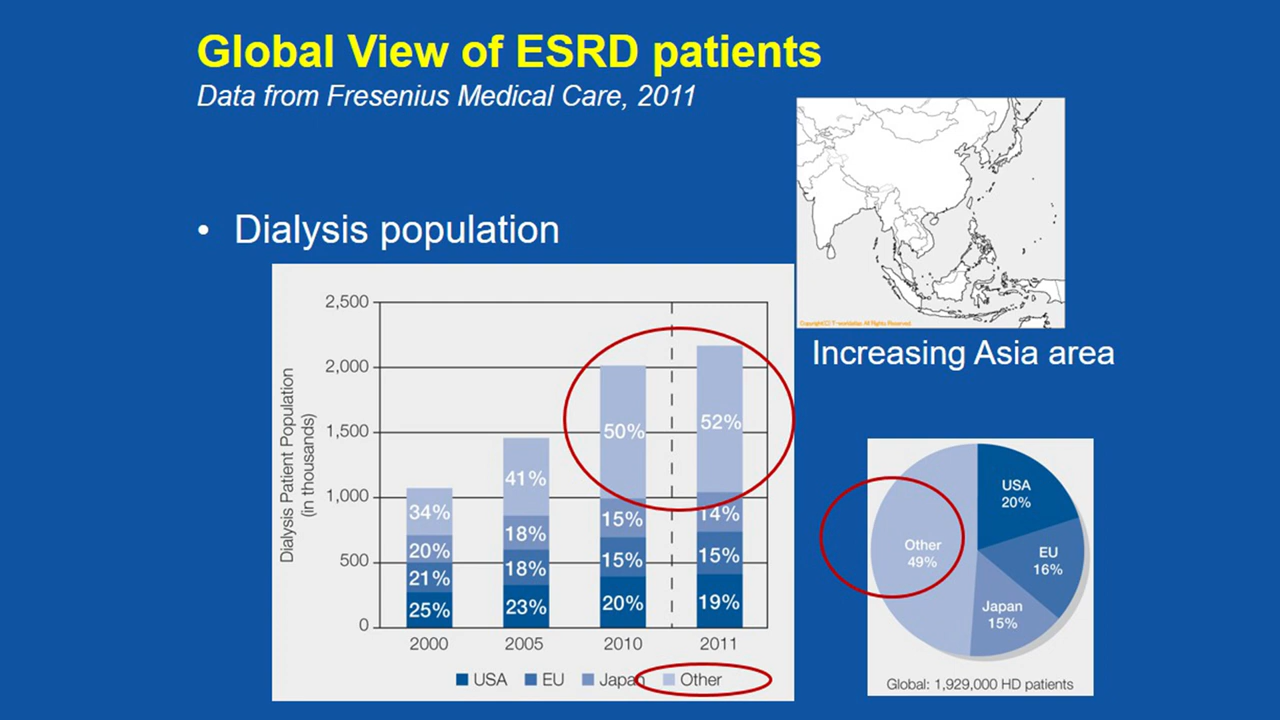 Global View of ESRD patients
Data from Fresenius Medical Care, 2011
• Dialysis population
Dialysis Patient Population
(in thousands)
2,500
2,000
1,500
1,000
500
0
34%
20%
21%
25%
41%
18%
18%
23%
50%
15%
15%
20%
52%
14%
15%
19%
2000 2005 2010 2011
USA EU Japan Other
Increasing Asia area
USA
20%
EU
16%
Japan
15%
Other
49%
Global: 1,929,000 HD patients